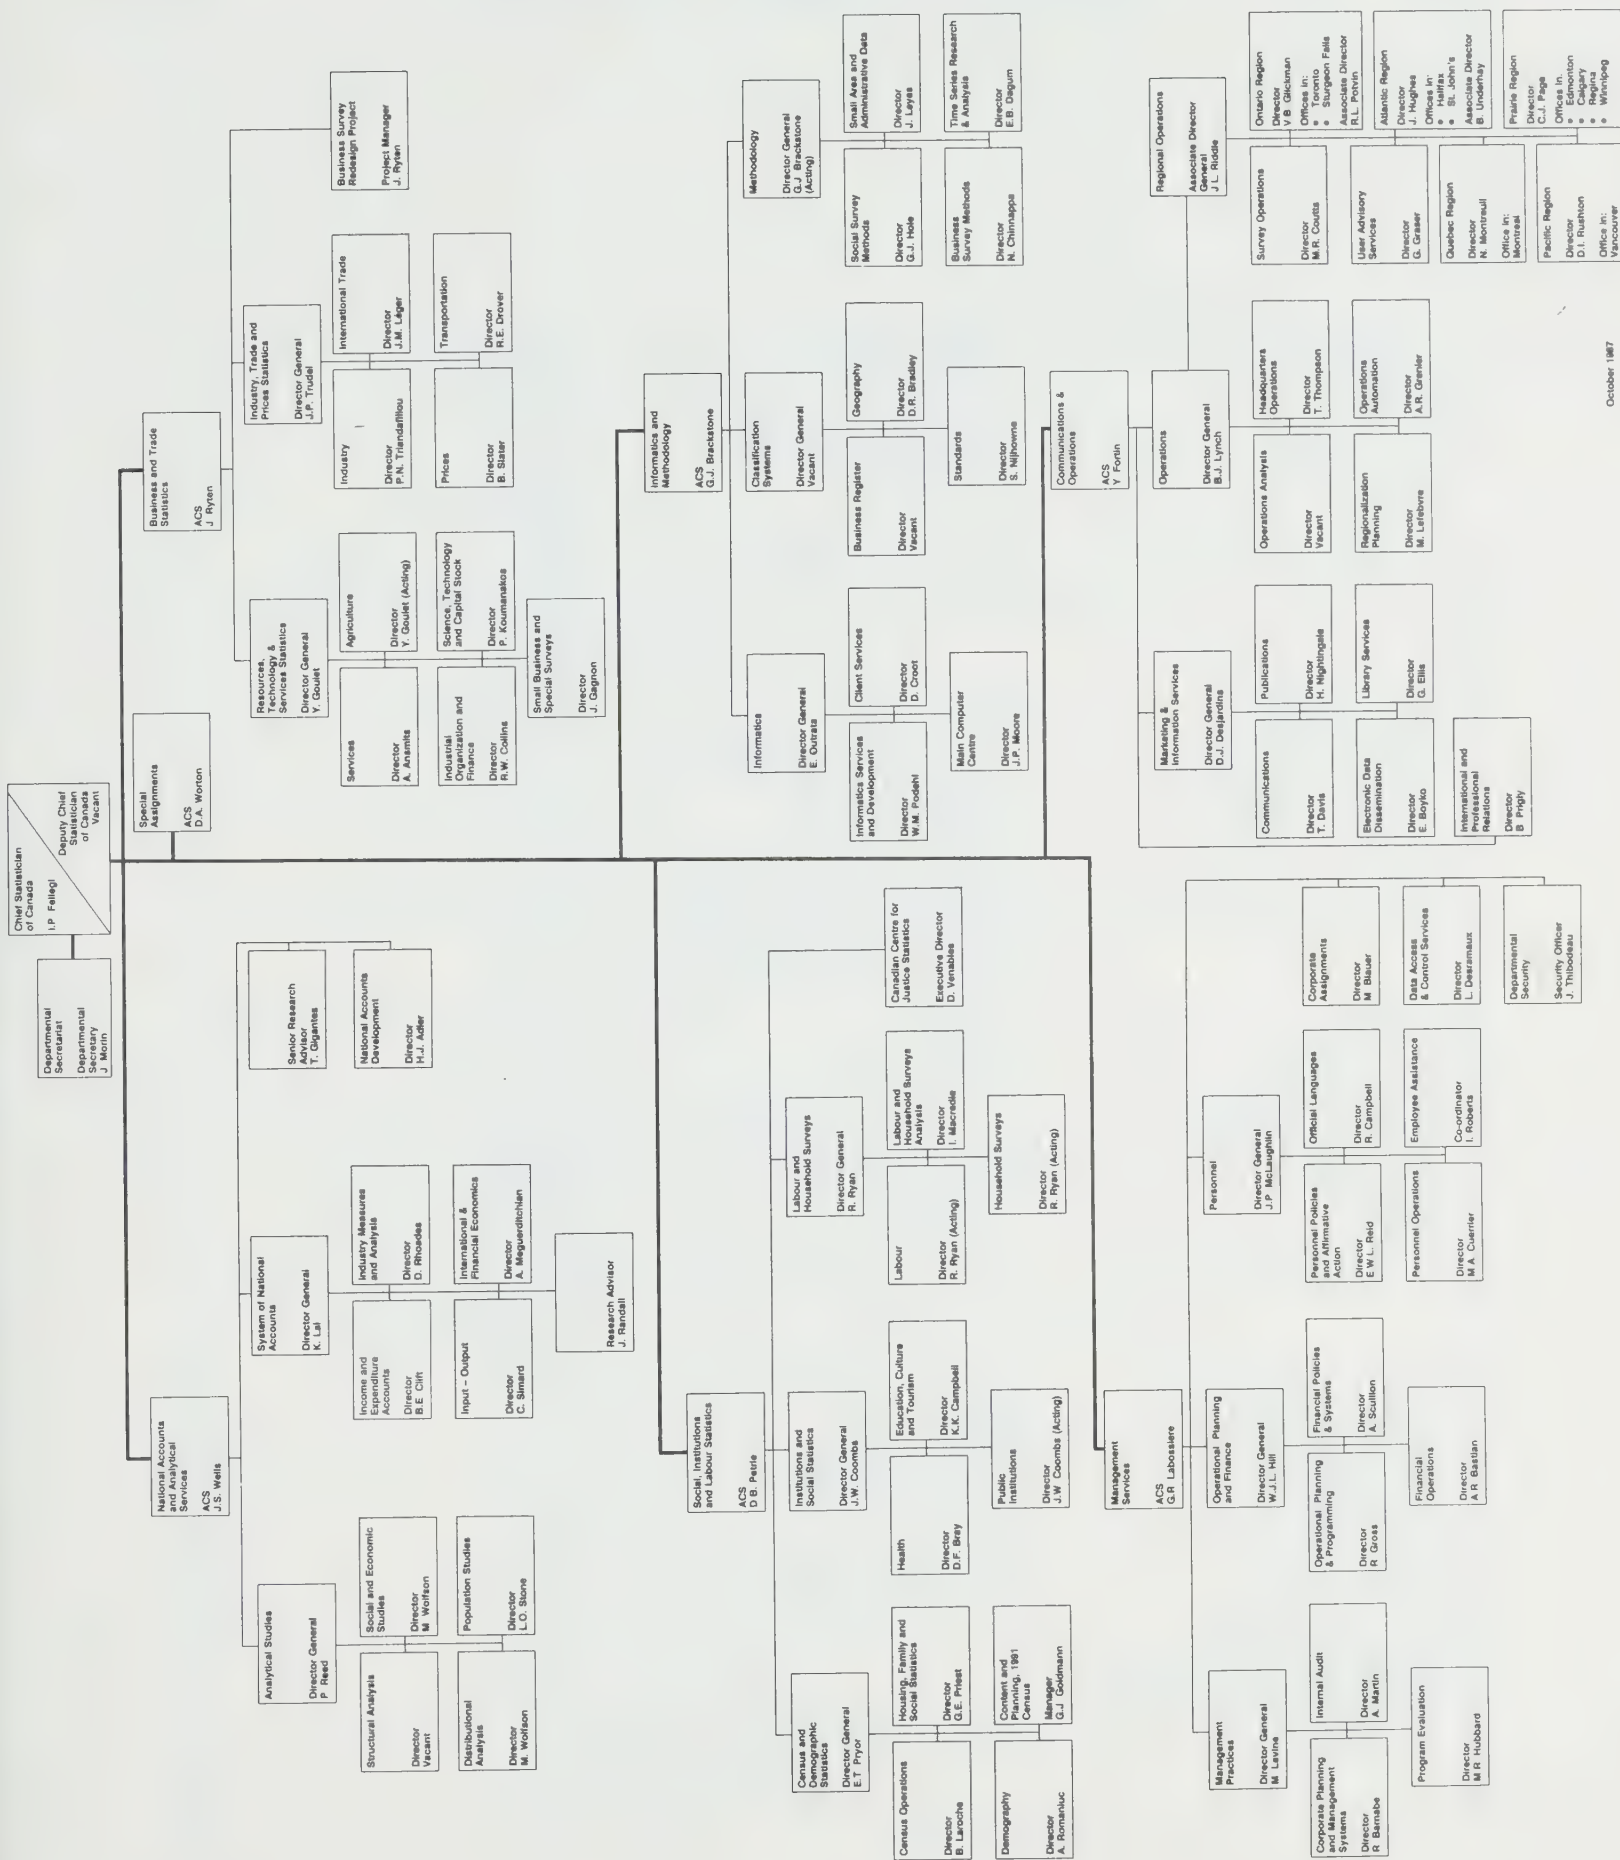 Chief Statistician
of Canada
I.P Fellegi
Deputy Chief
Statistician
of Canada
Vacant
Departmental
Secretariat
Departmental
Secretary
J Morin
Special
Assignments
ACS
D.A. Worton
National Accounts
and Analytical
Services
ACS
J.S. Wells
Analytical Studies
Director General
P Reed
Structural Analysis
Director
Vacant
Social and Economic
Studies
Director
M Wolfson
Distributional
Analysis
Director
M. Wolfson
Population Studies
Director
L.O. Stone
System of National
Accounts
Director General
K. Lal
Income and
Expenditure
Accounts
Director
B.E Clift
Industry Measures
and Analysis
Director
D. Rhoades
Input – Output
Director
C. Simard
International &
Financial Economics
Director
A. Meguerditchian
Research Advisor
J. Randall
Senior Research
Advisor
T. Gigantes
National Accounts
Development
Director
H.J. Adler
Business and Trade
Statistics
ACS
J Ryten
Resources,
Technology &
Services Statistics
Director General
Y. Goulet
Services
Director
A. Ansmits
Agriculture
Director
Y. Goulet (Acting)
Industrial
Organization and
Finance
Director
R.W. Collins
Science, Technology
and Capital Stock
Director
P. Koumanakos
Small Business and
Special Surveys
Director
J. Gagnon
Industry, Trade and
Prices Statistics
Director General
J.P. Trudel
Industry
Director
P.N. Triandafillou
International Trade
Director
J.M. Léger
Prices
Director
B. Slater
Transportation
Director
R.E. Drover
Business Survey
Redesign Project
Project Manager
J. Ryten
Social, Institutions
and Labour Statistics
ACS
D B. Petrie
Census and
Demographic
Statistics
Director General
E.T Pryor
Census Operations
Director
B. Laroche
Housing, Family and
Social Statistics
Director
G.E. Priest
Demography
Director
A. Romaniuc
Content and
Planning, 1991
Census
Manager
G.J Goldmann
Institutions and
Social Statistics
Director General
J.W. Coombs
Health
Director
D.F. Bray
Education, Culture
and Tourism
Director
K.K. Campbell
Public
Institutions
Director
J.W Coombs (Acting)
Labour and
Household Surveys
Director General
R. Ryan
Labour
Director
R. Ryan (Acting)
Labour and
Household Surveys
Analysis
Director
I. Macredie
Household Surveys
Director
R. Ryan (Acting)
Canadian Centre for
Justice Statistics
Executive Director
D. Venables
Informatics and
Methodology
ACS
G.J. Brackstone
Informatics
Director General
E. Outrata
Informatics Services
and Development
Director
W.M. Podehl
Client Services
Director
D. Croot
Main Computer
Centre
Director
J.P. Moore
Classification
Systems
Director General
Vacant
Business Register
Director
Vacant
Geography
Director
D.R. Bradley
Standards
Director
S. Nijhowne
Methodology
Director General
G.J Brackstone
(Acting)
Social Survey
Methods
Director
G.J. Hole
Small Area and
Administrative Data
Director
J. Leyes
Business
Survey Methods
Director
N. Chinnappa
Time Series Research
& Analysis
Director
E.B. Dagum
Management
Services
ACS
G.R Labossiere
Management
Practices
Director General
M Levine
Corporate Planning
and Management
Systems
Director
R Barnabe
Internal Audit
Director
A. Martin
Program Evaluation
Director
M R Hubbard
Operational Planning
and Finance
Director General
W.J.L. Hill
Operational Planning
& Programming
Director
R Gross
Financial Policies
& Systems
Director
A. Scullion
Financial
Operations
Director
A R Bastian
Personnel
Director General
J.P McLaughlin
Personnel Policies
and Affirmative
Action
Director
E W L. Reid
Official Languages
Director
R. Campbell
Personnel Operations
Director
M A Cuerrier
Employee Assistance
Co-ordinator
I. Roberts
Corporate
Assignments
Director
M Blauer
Data Access
& Control Services
Director
L. Desramaux
Departmental
Security
Security Officer
J. Thibodeau
Communications &
Operations
ACS
Y Fortin
Marketing &
Information Services
Director General
D.J. Desjardins
Communications
Director
T. Davis
Publications
Director
H. Nightingale
Electronic Data
Dissemination
Director
E. Boyko
Library Services
Director
G. Ellis
International and
Professional
Relations
Director
B Prigly
Operations
Director General
B.J. Lynch
Operations Analysis
Director
Vacant
Headquarters
Operations
Director
T. Thompson
Regionalization
Planning
Director
M. Lefebvre
Operations
Automation
Director
A.R. Grenier
Regional Operations
Associate Director
General
J L. Riddle
Survey Operations
Director
M.R. Coutts
Ontario Region
Director
V B Glickman
Offices in:
• Toronto
• Sturgeon Falls
Associate Director
R.L. Potvin
User Advisory
Services
Director
G. Graser
Atlantic Region
Director
J. Hughes
Offices in:
• Halifax
• St. John's
Associate Director
B. Underhay
Quebec Region
Director
N. Montreuil
Office in:
Montreal
Prairie Region
Director
C.J. Page
Offices in.
• Edmonton
• Calgary
• Regina
• Winnipeg
Pacific Region
Director
D.I. Rushton
Office in:
Vancouver
October 1987